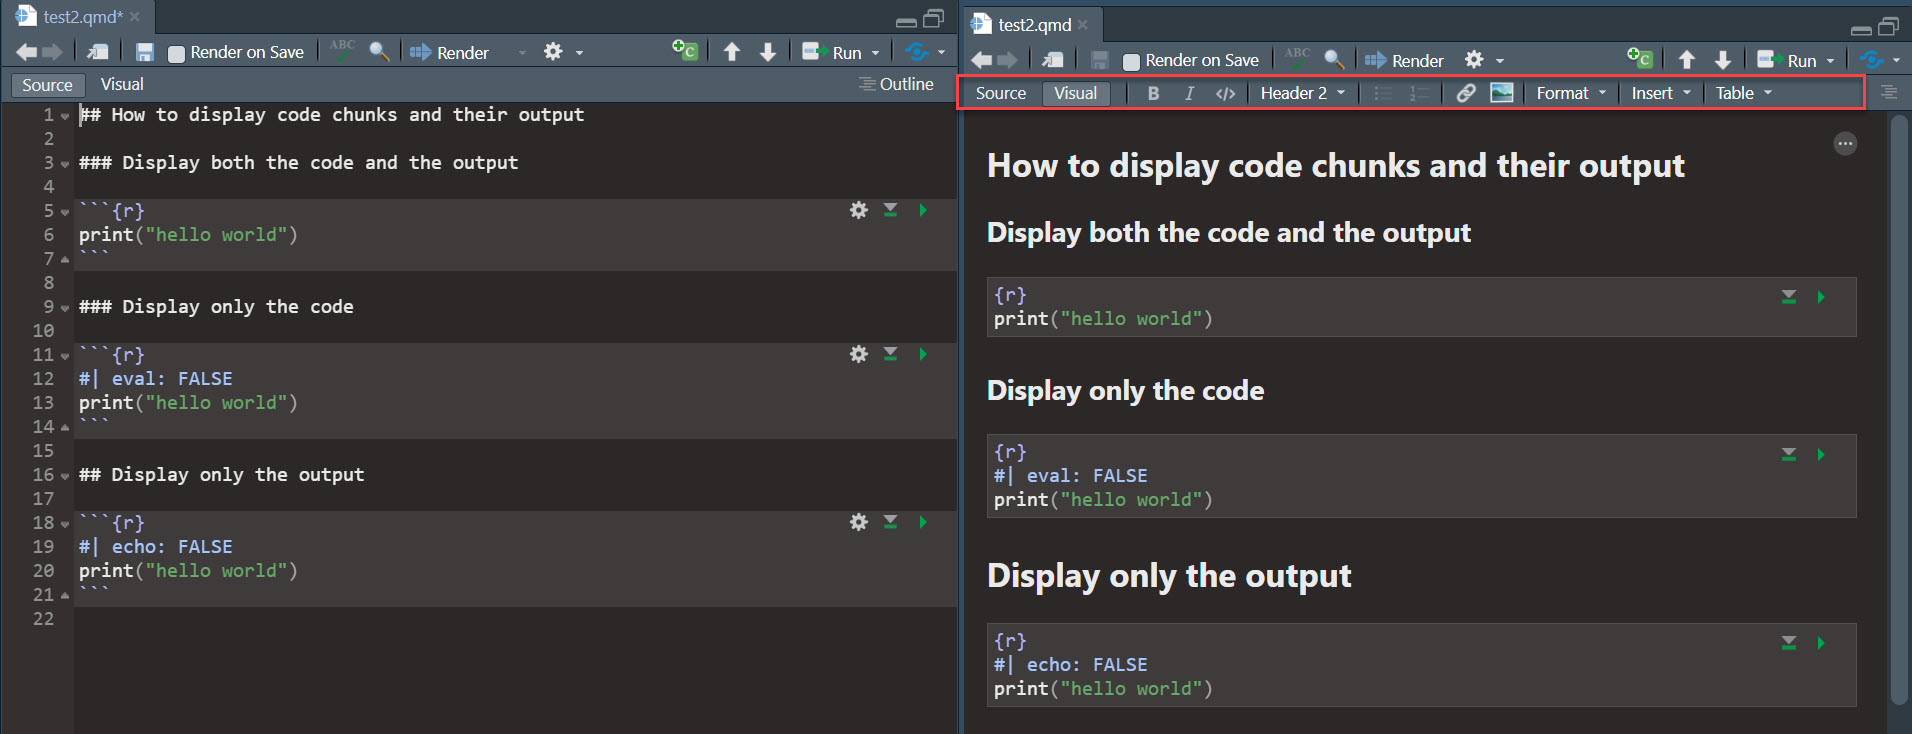 test2.qmd*
Render on Save ABC Render Run
Source Visual Outline
1 ## How to display code chunks and their output
2
3 ### Display both the code and the output
4
5 ```{r}
6 print("hello world")
7 ```
8
9 ### Display only the code
10
11 ```{r}
12 #| eval: FALSE
13 print("hello world")
14 ```
15
16 ## Display only the output
17
18 ```{r}
19 #| echo: FALSE
20 print("hello world")
21 ```
22
test2.qmd
Render on Save ABC Render Run
Source Visual B I </> Header 2 Format Insert Table
How to display code chunks and their output
Display both the code and the output
{r}
print("hello world")
Display only the code
{r}
#| eval: FALSE
print("hello world")
Display only the output
{r}
#| echo: FALSE
print("hello world")